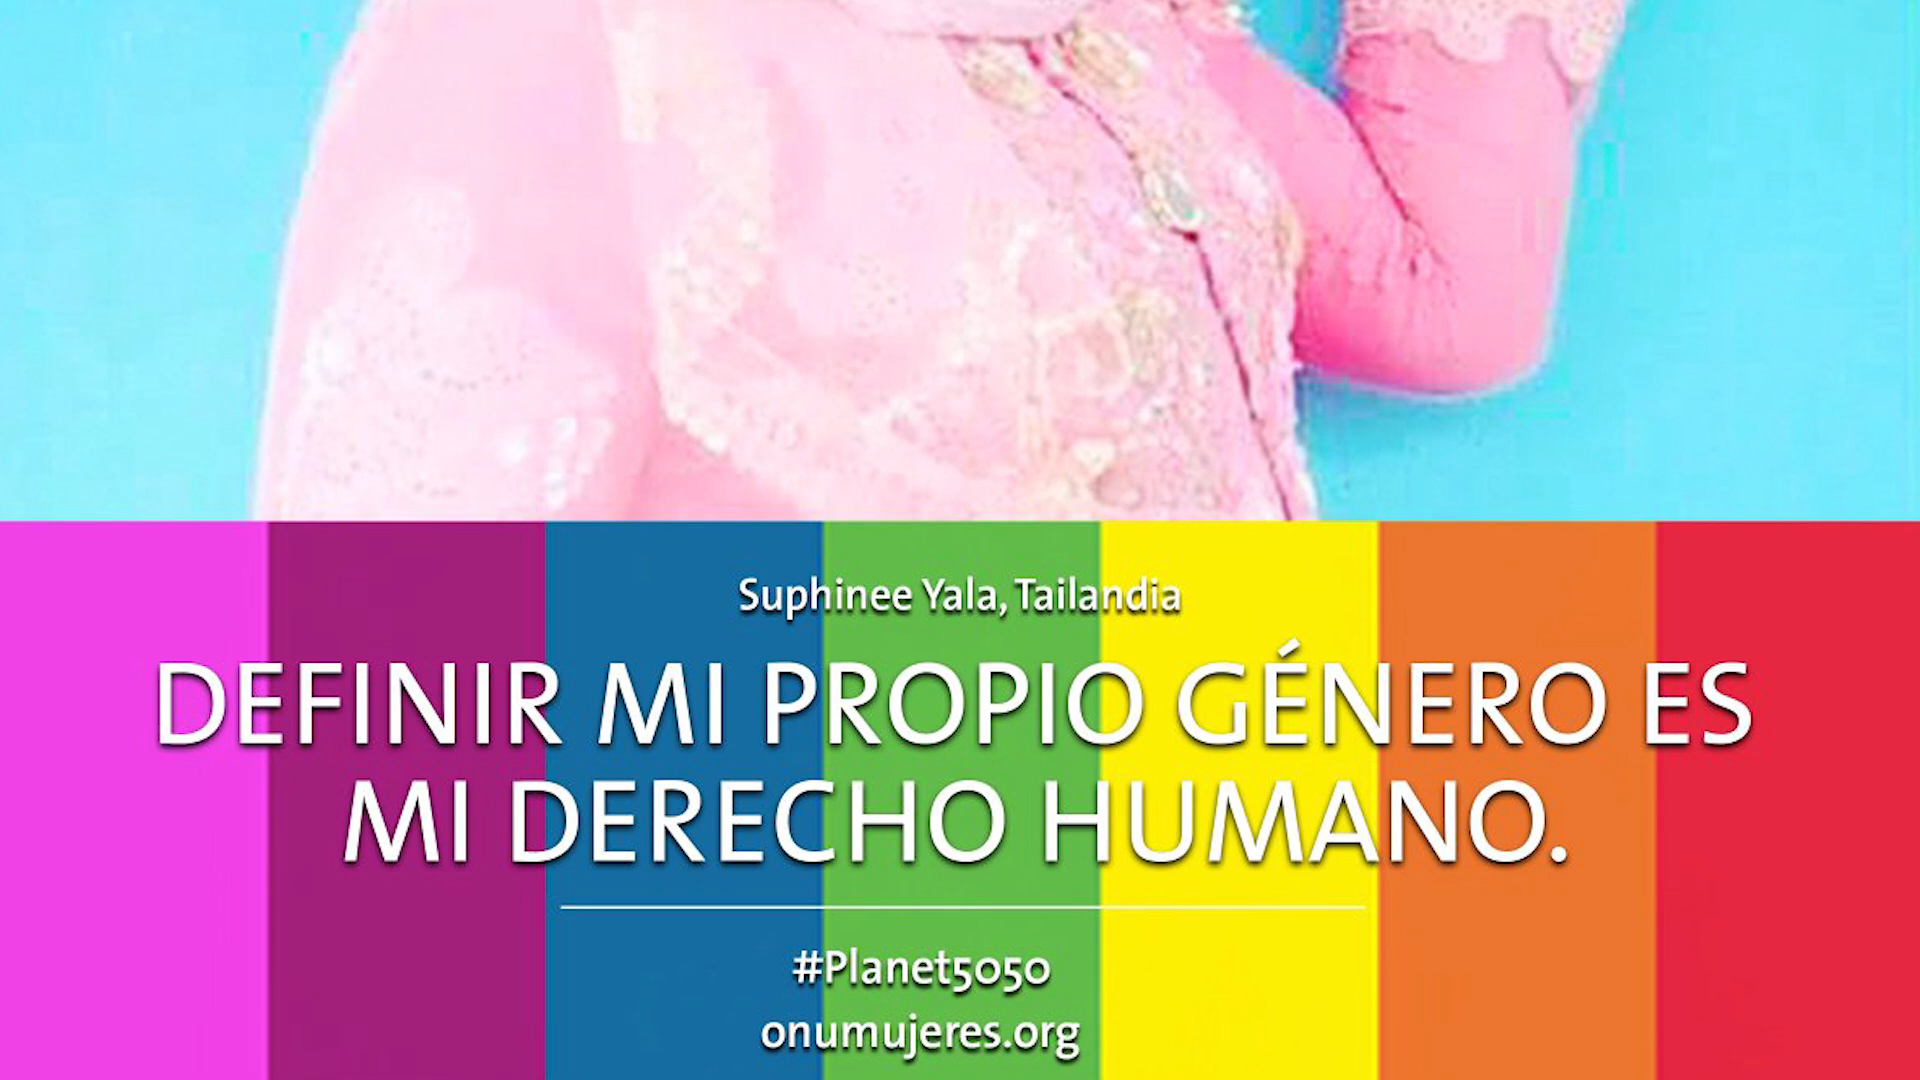 Suphinee Yala, Tailandia
DEFINIR MI PROPIO GÉNERO ES
MI DERECHO HUMANO.
#Planet5050
onumujeres.org